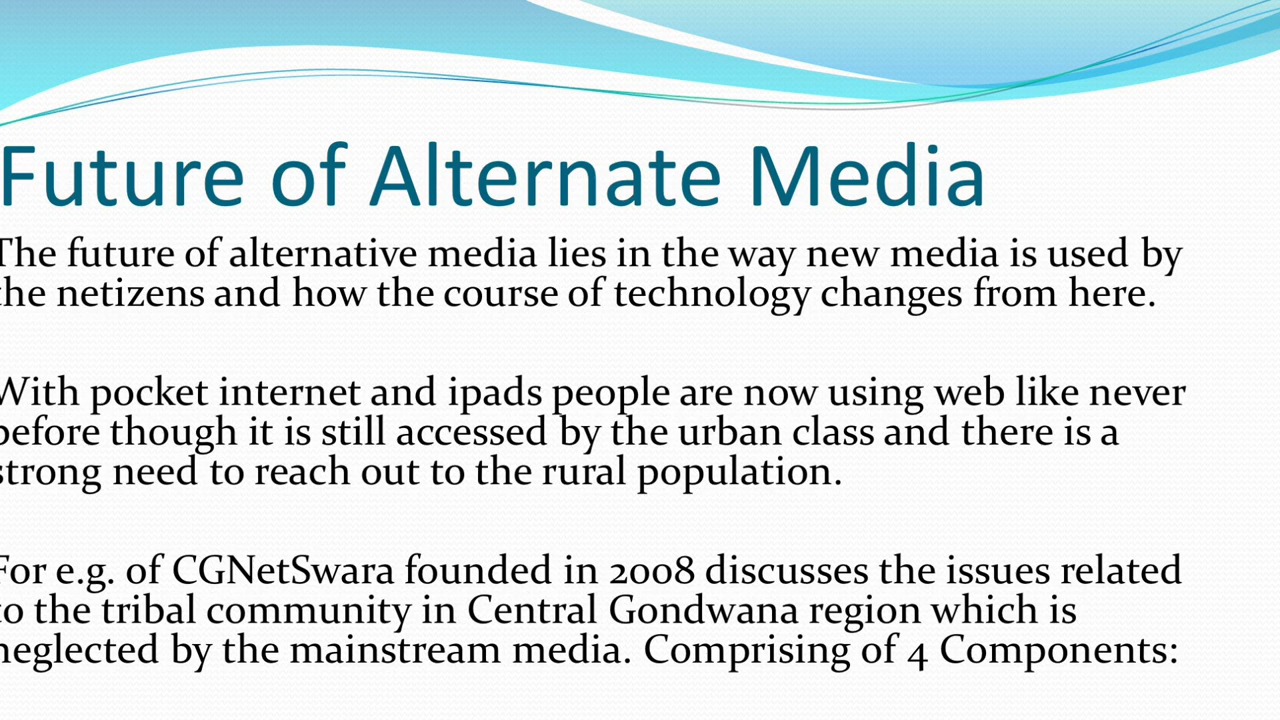 Future of Alternate Media
The future of alternative media lies in the way new media is used by
the netizens and how the course of technology changes from here.
With pocket internet and ipads people are now using web like never
before though it is still accessed by the urban class and there is a
strong need to reach out to the rural population.
For e.g. of CGNetSwara founded in 2008 discusses the issues related
to the tribal community in Central Gondwana region which is
neglected by the mainstream media. Comprising of 4 Components: